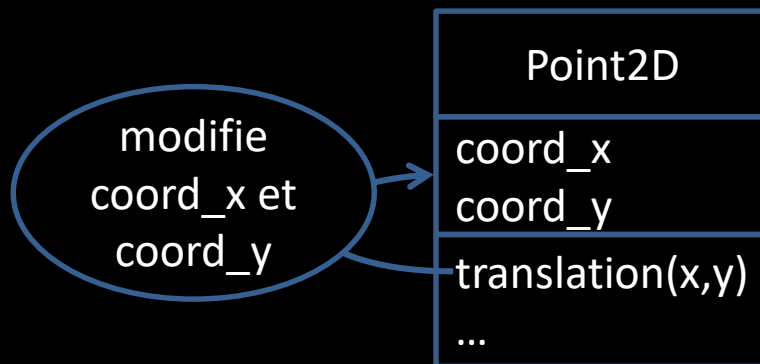 modifie
coord_x et
coord_y
Point2D
coord_x
coord_y
translation(x,y)
...